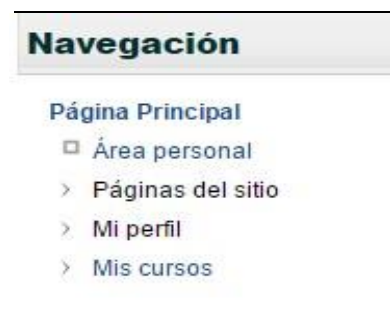 Navegación
Página Principal
Área personal
Páginas del sitio
Mi perfil
Mis cursos